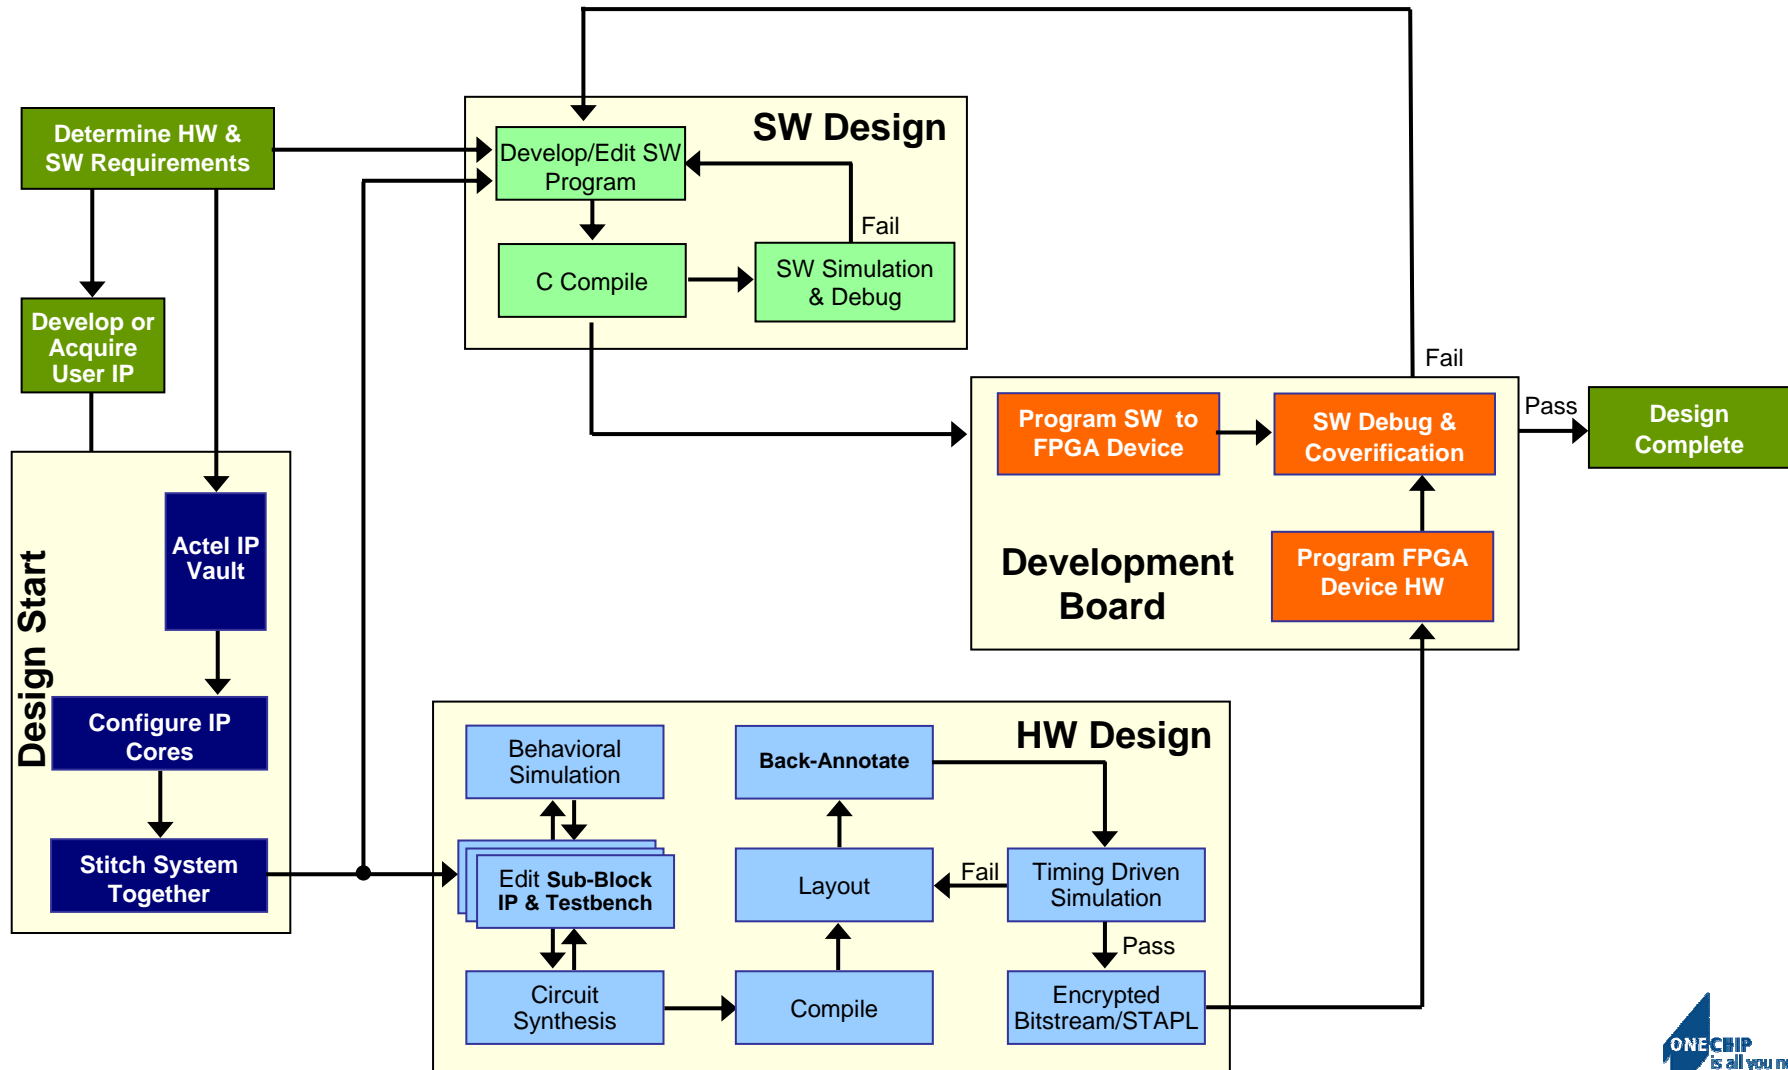 Determine HW &
SW Requirements
Develop or
Acquire
User IP
Design Start
Actel IP
Vault
Configure IP
Cores
Stitch System
Together
SW Design
Develop/Edit SW
Program
Fail
C Compile
SW Simulation
& Debug
Fail
Program SW to
FPGA Device
SW Debug &
Coverification
Pass
Design
Complete
Development
Board
Program FPGA
Device HW
HW Design
Behavioral
Simulation
Back-Annotate
Edit Sub-Block
IP & Testbench
Layout
Fail
Timing Driven
Simulation
Pass
Circuit
Synthesis
Compile
Encrypted
Bitstream/STAPL
ONECHIP
is all you